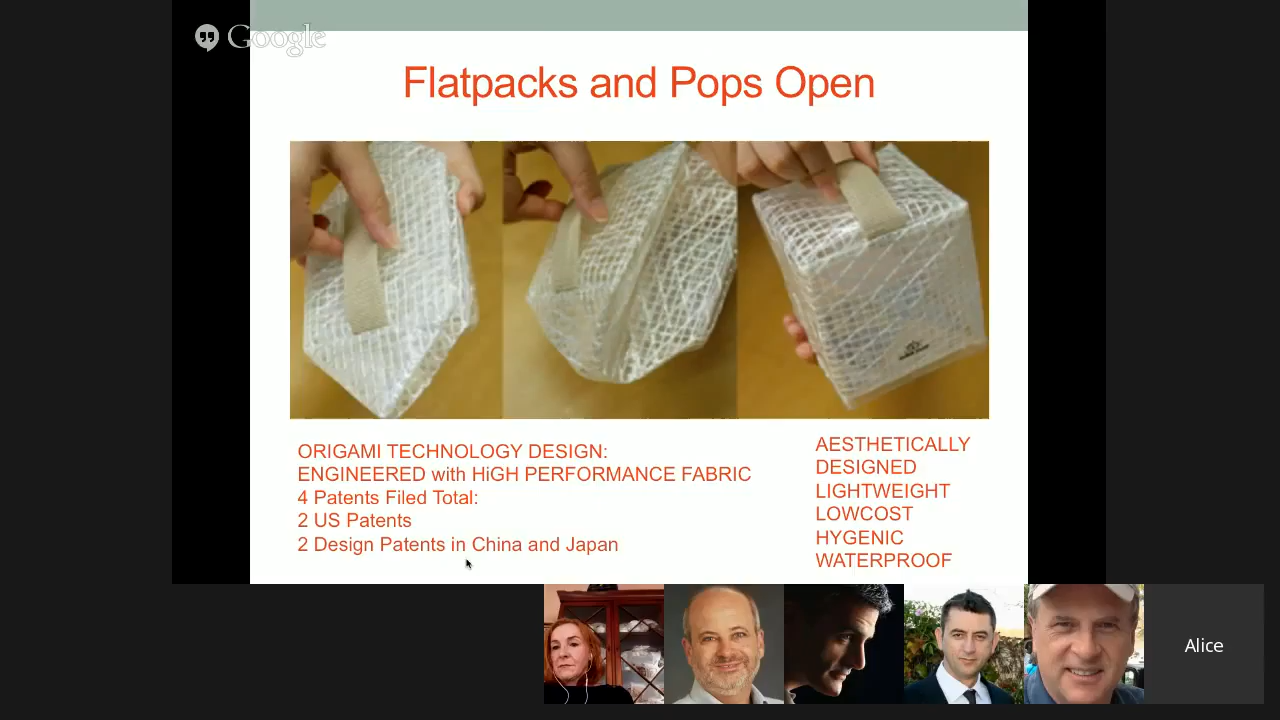 Google
Flatpacks and Pops Open
ORIGAMI TECHNOLOGY DESIGN:
ENGINEERED with HiGH PERFORMANCE FABRIC
4 Patents Filed Total:
2 US Patents
2 Design Patents in China and Japan
AESTHETICALLY
DESIGNED
LIGHTWEIGHT
LOWCOST
HYGENIC
WATERPROOF
Alice